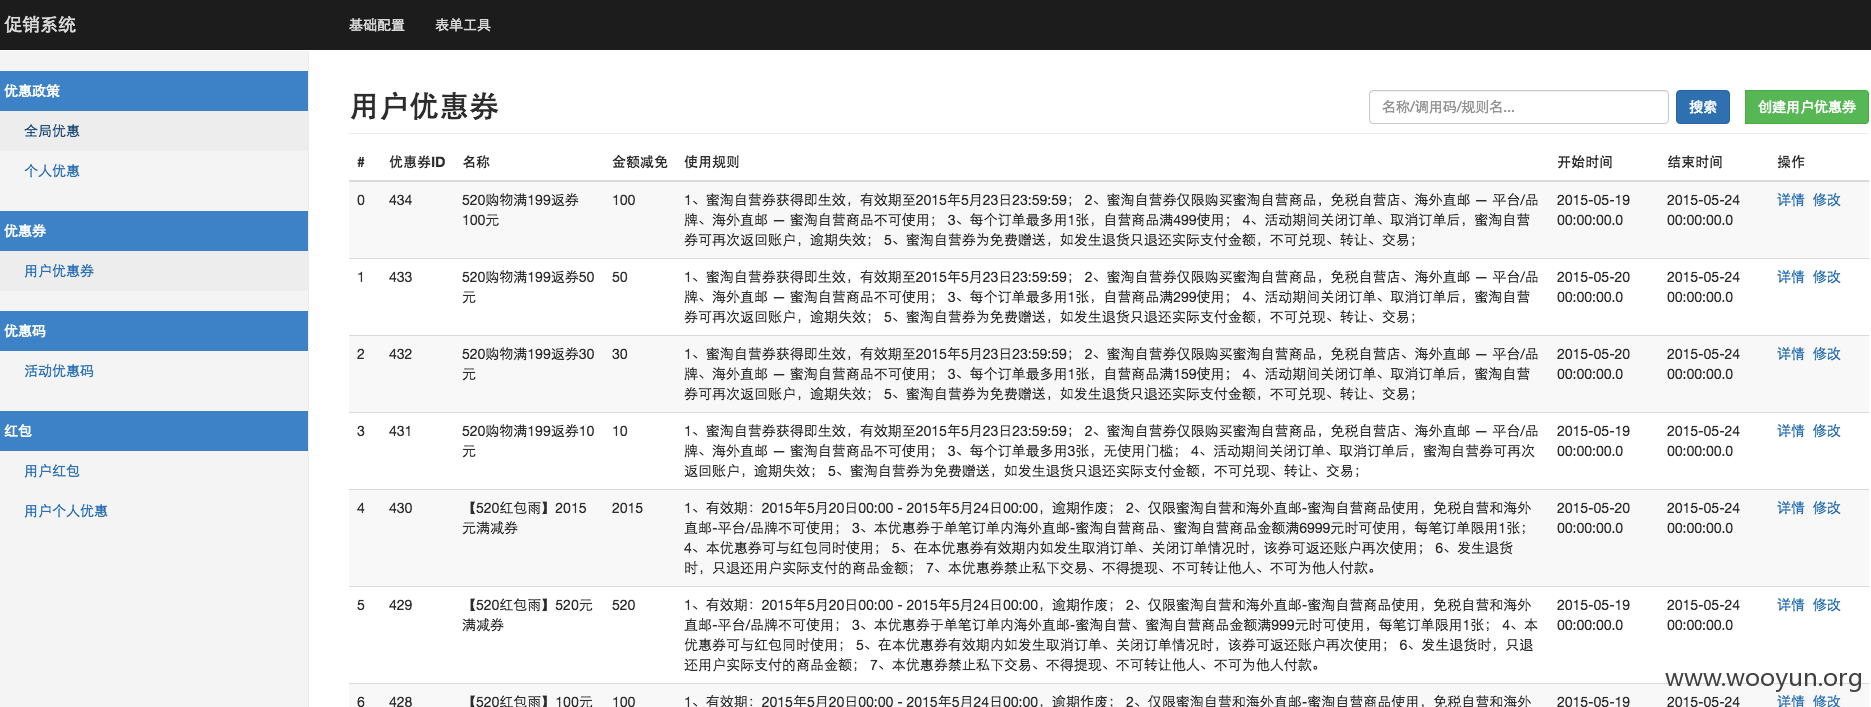 促销系统
基础配置 表单工具
优惠政策
全局优惠
个人优惠
优惠券
用户优惠券
优惠码
活动优惠码
红包
用户红包
用户个人优惠
用户优惠券
名称/调用码/规则名...
搜索
创建用户优惠券
# 优惠券ID 名称 金额减免 使用规则 开始时间 结束时间 操作
0 434 520购物满199返券 100 1、蜜淘自营券获得即生效，有效期至2015年5月23日23:59:59； 2、蜜淘自营券仅限购买蜜淘自营商品，免税自营店、海外直邮 — 平台/品 2015-05-19 2015-05-24 详情 修改
100元 牌、海外直邮 — 蜜淘自营商品不可使用； 3、每个订单最多用1张，自营商品满499使用； 4、活动期间关闭订单、取消订单后，蜜淘自营 00:00:00.0 00:00:00.0
券可再次返回账户，逾期失效； 5、蜜淘自营券为免费赠送，如发生退货只退还实际支付金额，不可兑现、转让、交易；
1 433 520购物满199返券50 50 1、蜜淘自营券获得即生效，有效期至2015年5月23日23:59:59； 2、蜜淘自营券仅限购买蜜淘自营商品，免税自营店、海外直邮 — 平台/品 2015-05-20 2015-05-24 详情 修改
元 牌、海外直邮 — 蜜淘自营商品不可使用； 3、每个订单最多用1张，自营商品满299使用； 4、活动期间关闭订单、取消订单后，蜜淘自营 00:00:00.0 00:00:00.0
券可再次返回账户，逾期失效； 5、蜜淘自营券为免费赠送，如发生退货只退还实际支付金额，不可兑现、转让、交易；
2 432 520购物满199返券30 30 1、蜜淘自营券获得即生效，有效期至2015年5月23日23:59:59； 2、蜜淘自营券仅限购买蜜淘自营商品，免税自营店、海外直邮 — 平台/品 2015-05-20 2015-05-24 详情 修改
元 牌、海外直邮 — 蜜淘自营商品不可使用； 3、每个订单最多用1张，自营商品满159使用； 4、活动期间关闭订单、取消订单后，蜜淘自营 00:00:00.0 00:00:00.0
券可再次返回账户，逾期失效； 5、蜜淘自营券为免费赠送，如发生退货只退还实际支付金额，不可兑现、转让、交易；
3 431 520购物满199返券10 10 1、蜜淘自营券获得即生效，有效期至2015年5月23日23:59:59； 2、蜜淘自营券仅限购买蜜淘自营商品，免税自营店、海外直邮 — 平台/品 2015-05-19 2015-05-24 详情 修改
元 牌、海外直邮 — 蜜淘自营商品不可使用； 3、每个订单最多用3张，无使用门槛； 4、活动期间关闭订单、取消订单后，蜜淘自营券可再次 00:00:00.0 00:00:00.0
返回账户，逾期失效； 5、蜜淘自营券为免费赠送，如发生退货只退还实际支付金额，不可兑现、转让、交易；
4 430 【520红包雨】2015 2015 1、有效期：2015年5月20日00:00 - 2015年5月24日00:00，逾期作废； 2、仅限蜜淘自营和海外直邮-蜜淘自营商品使用，免税自营和海外 2015-05-20 2015-05-24 详情 修改
元满减券 直邮-平台/品牌不可使用； 3、本优惠券于单笔订单内海外直邮-蜜淘自营商品、蜜淘自营商品金额满6999元时可使用，每笔订单限用1张； 00:00:00.0 00:00:00.0
4、本优惠券可与红包同时使用； 5、在本优惠券有效期内如发生取消订单、关闭订单情况时，该券可返还账户再次使用； 6、发生退货
时，只退还用户实际支付的商品金额； 7、本优惠券禁止私下交易、不得提现、不可转让他人、不可为他人付款。
5 429 【520红包雨】520元 520 1、有效期：2015年5月20日00:00 - 2015年5月24日00:00，逾期作废； 2、仅限蜜淘自营和海外直邮-蜜淘自营商品使用，免税自营和海外 2015-05-19 2015-05-24 详情 修改
满减券 直邮-平台/品牌不可使用； 3、本优惠券于单笔订单内海外直邮-蜜淘自营、蜜淘自营商品金额满999元时可使用，每笔订单限用1张； 4、本 00:00:00.0 00:00:00.0
优惠券可与红包同时使用； 5、在本优惠券有效期内如发生取消订单、关闭订单情况时，该券可返还账户再次使用； 6、发生退货时，只退
还用户实际支付的商品金额； 7、本优惠券禁止私下交易、不得提现、不可转让他人、不可为他人付款。
6 428 【520红包雨】100元 100 1、有效期：2015年5月20日00:00 - 2015年5月24日00:00，逾期作废； 2、仅限蜜淘自营和海外直邮-蜜淘自营商品使用，免税自营和海外 2015-05-19 2015-05-24 详情 修改
www.wooyun.org